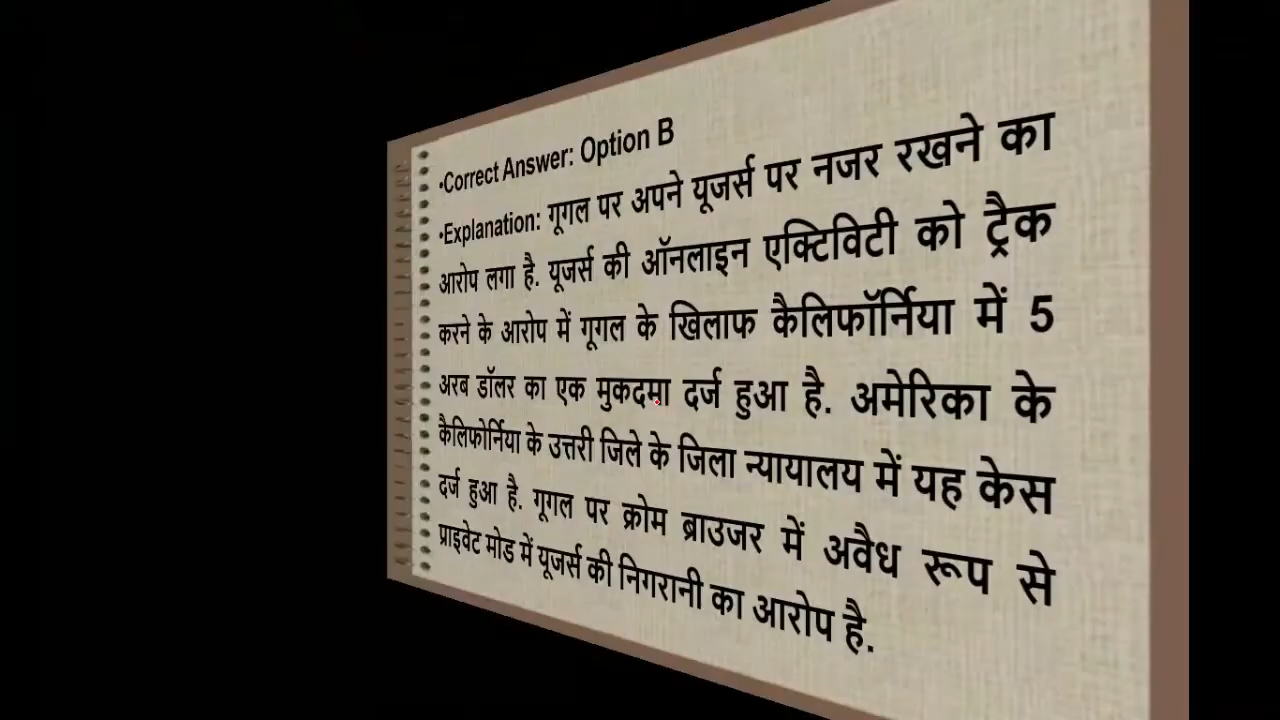 •Correct Answer: Option B
•Explanation: गूगल पर अपने यूजर्स पर नजर रखने का
आरोप लगा है. यूजर्स की ऑनलाइन एक्टिविटी को ट्रैक
करने के आरोप में गूगल के खिलाफ कैलिफॉर्निया में 5
अरब डॉलर का एक मुकदमा दर्ज हुआ है. अमेरिका के
कैलिफोर्निया के उत्तरी जिले के जिला न्यायालय में यह केस
दर्ज हुआ है. गूगल पर क्रोम ब्राउजर में अवैध रूप से
प्राइवेट मोड में यूजर्स की निगरानी का आरोप है.